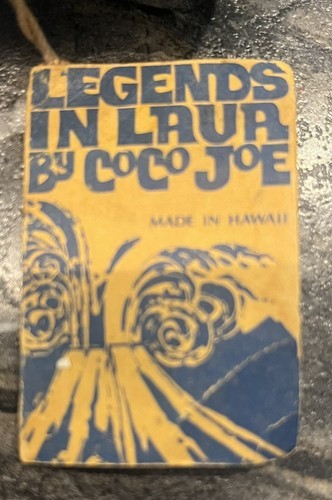 LEGENDS
IN LAVA
By COCO JOE
MADE IN HAWAII